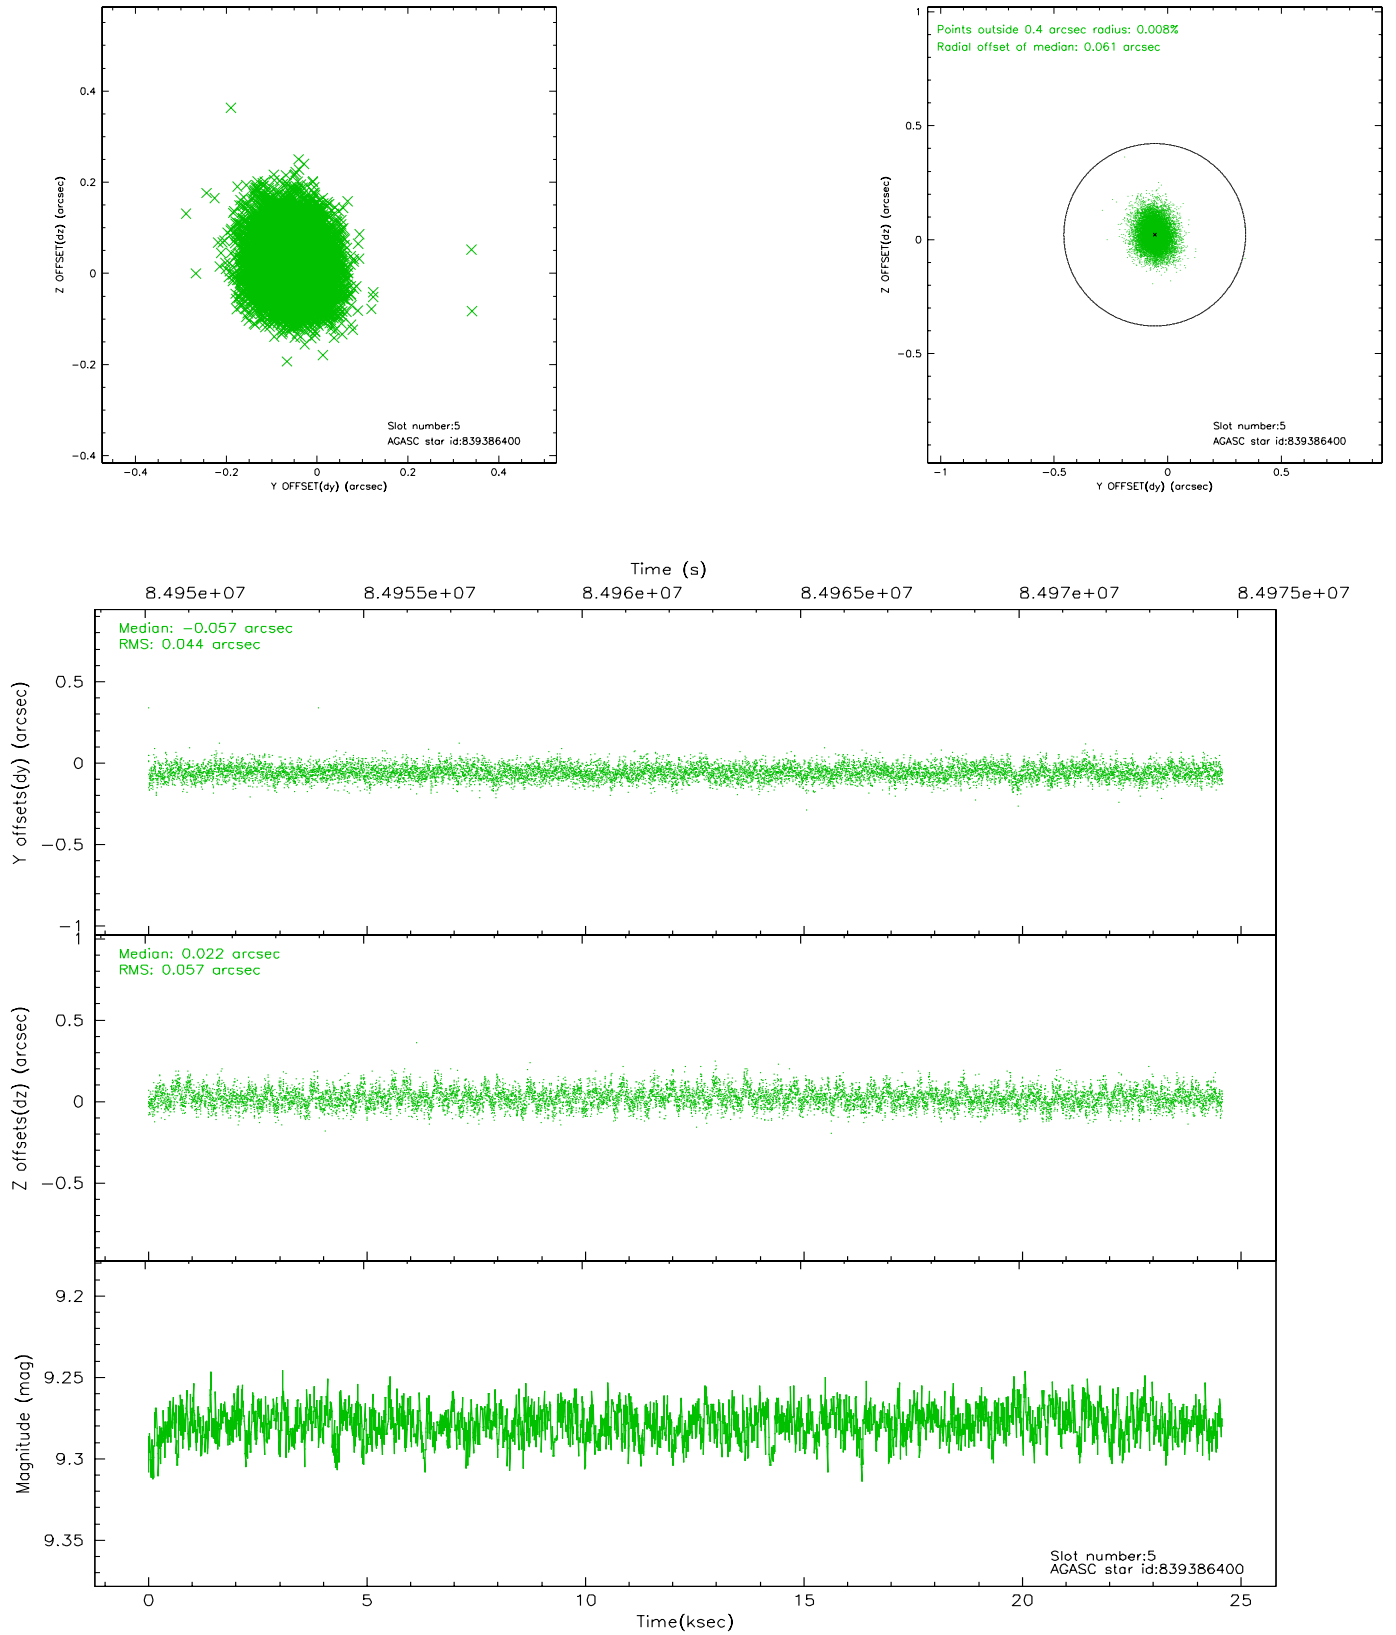 0.4
0.2
0
−0.2
−0.4
Z OFFSET(dz) (arcsec)
−0.4
−0.2
0
0.2
0.4
Y OFFSET(dy) (arcsec)
Slot number:5
AGASC star id:839386400
Points outside 0.4 arcsec radius: 0.008%
Radial offset of median: 0.061 arcsec
1
0.5
0
−0.5
Z OFFSET(dz) (arcsec)
−1
−0.5
0
0.5
Y OFFSET(dy) (arcsec)
Slot number:5
AGASC star id:839386400
Time (s)
8.495e+07
8.4955e+07
8.496e+07
8.4965e+07
8.497e+07
8.4975e+07
Median: −0.057 arcsec
RMS: 0.044 arcsec
0.5
0
−0.5
−1
Y offsets(dy) (arcsec)
Median: 0.022 arcsec
RMS: 0.057 arcsec
1
0.5
0
−0.5
Z offsets(dz) (arcsec)
9.2
9.25
9.3
9.35
Magnitude (mag)
Slot number:5
AGASC star id:839386400
0
5
10
15
20
25
Time(ksec)